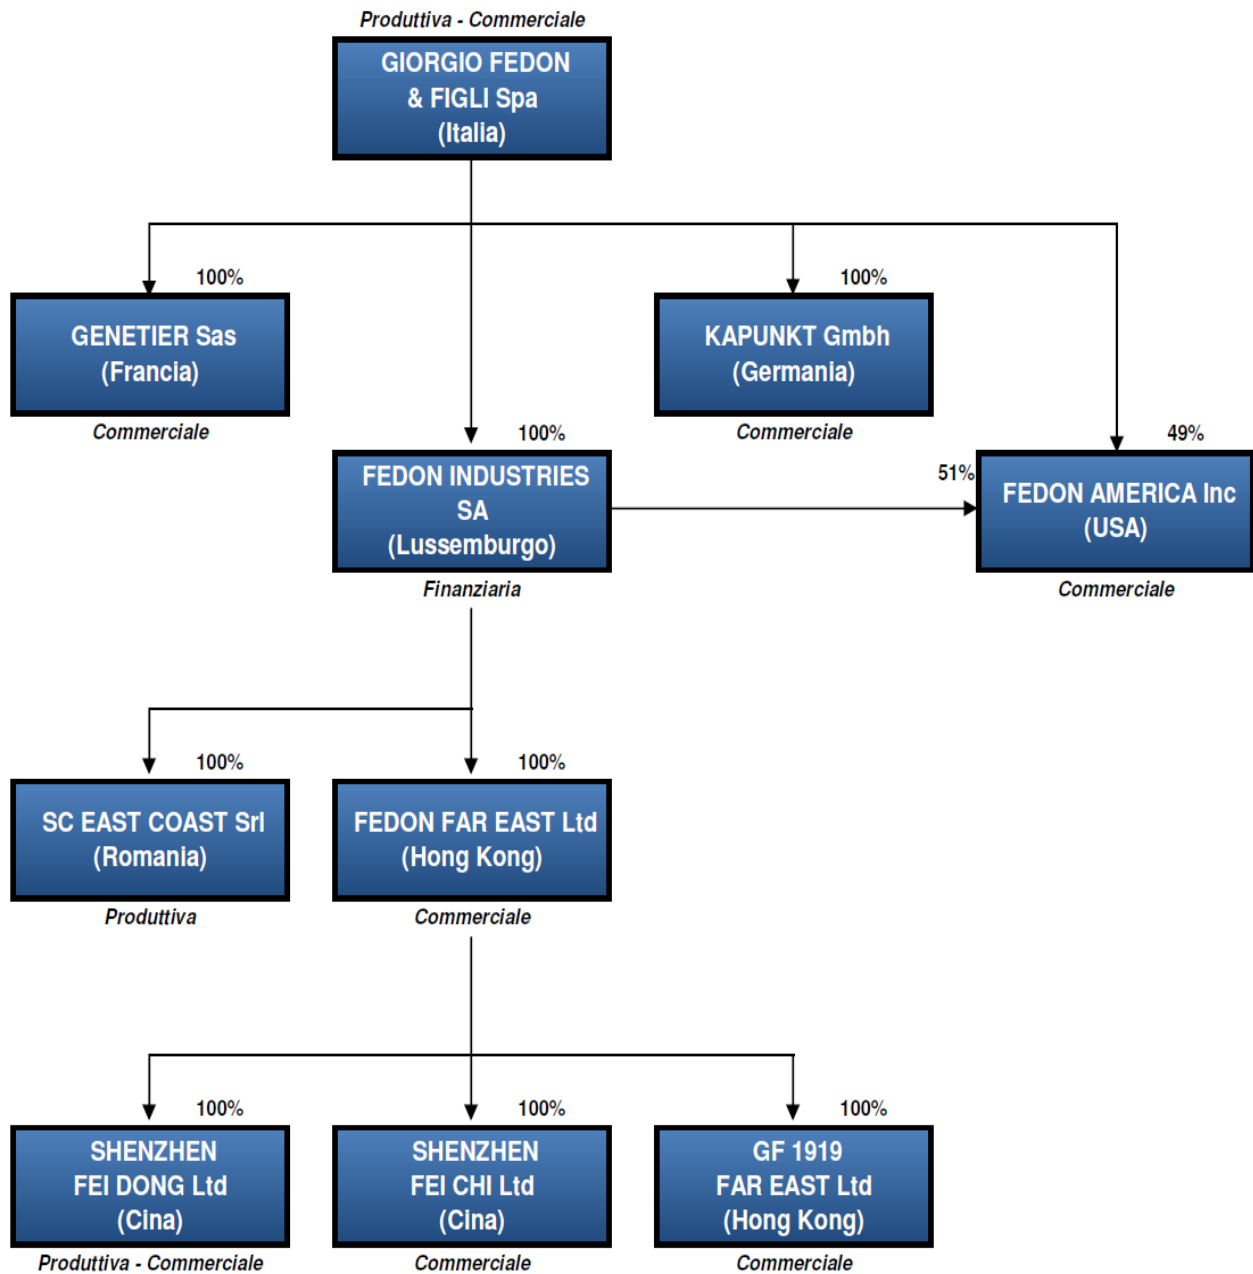 Produttiva - Commerciale
GIORGIO FEDON
& FIGLI Spa
(Italia)
100%
GENETIER Sas
(Francia)
Commerciale
100%
KAPUNKT Gmbh
(Germania)
Commerciale
100%
FEDON INDUSTRIES
SA
(Lussemburgo)
Finanziaria
51%
49%
FEDON AMERICA Inc
(USA)
Commerciale
100%
SC EAST COAST Srl
(Romania)
Produttiva
100%
FEDON FAR EAST Ltd
(Hong Kong)
Commerciale
100%
SHENZHEN
FEI DONG Ltd
(Cina)
Produttiva - Commerciale
100%
SHENZHEN
FEI CHI Ltd
(Cina)
Commerciale
100%
GF 1919
FAR EAST Ltd
(Hong Kong)
Commerciale